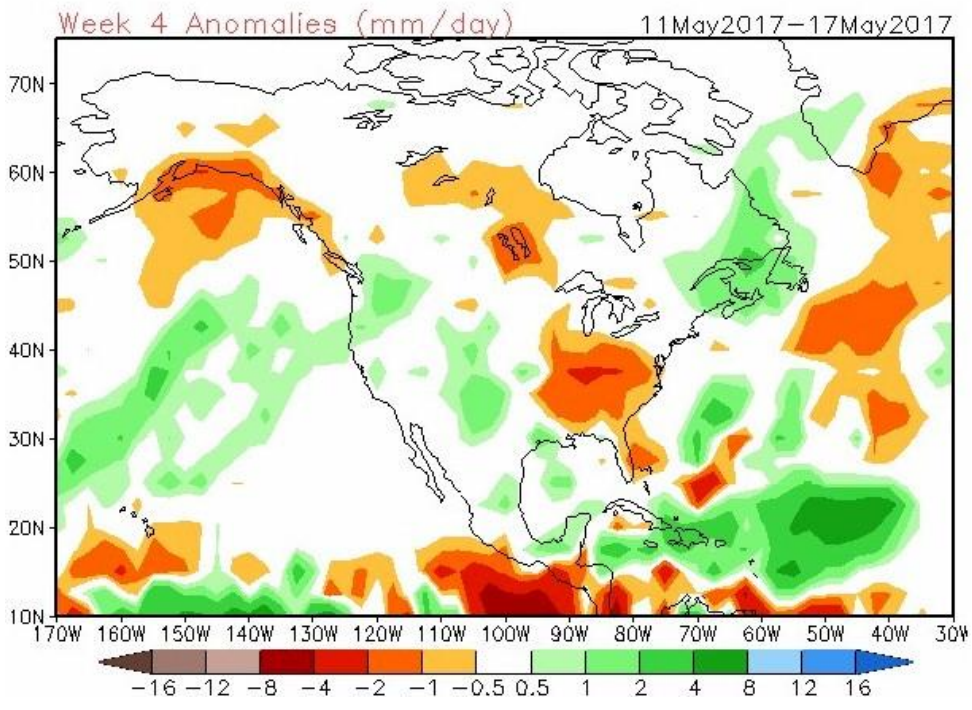 Week 4 Anomalies (mm/day) 11May2017–17May2017
70N
60N
50N
40N
30N
20N
10N
170W 160W 150W 140W 130W 120W 110W 100W 90W 80W 70W 60W 50W 40W 30W
−16 −12 −8 −4 −2 −1 −0.5 0.5 1 2 4 8 12 16